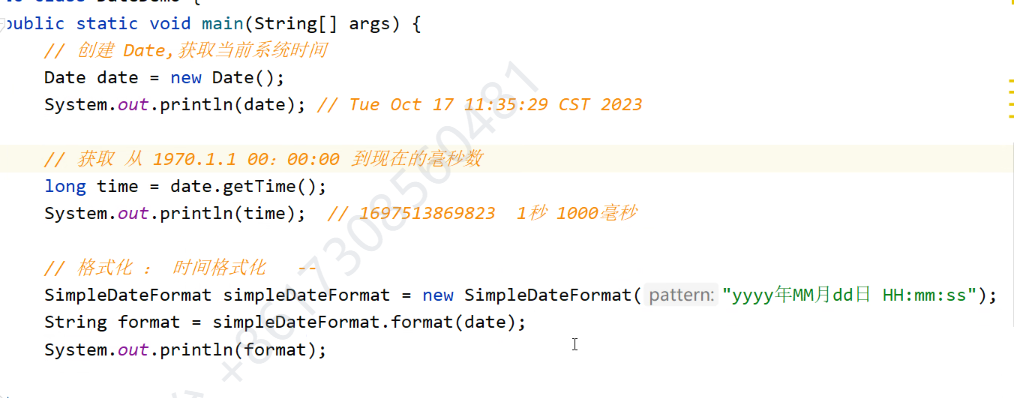 public static void main(String[] args) {
// 创建 Date,获取当前系统时间
Date date = new Date();
System.out.println(date); // Tue Oct 17 11:35:29 CST 2023
// 获取 从 1970.1.1 00：00:00 到现在的毫秒数
long time = date.getTime();
System.out.println(time);  // 1697513869823  1秒 1000毫秒
// 格式化 ： 时间格式化   --
SimpleDateFormat simpleDateFormat = new SimpleDateFormat( pattern: "yyyy年MM月dd日 HH:mm:ss");
String format = simpleDateFormat.format(date);
System.out.println(format);
+8617308560481